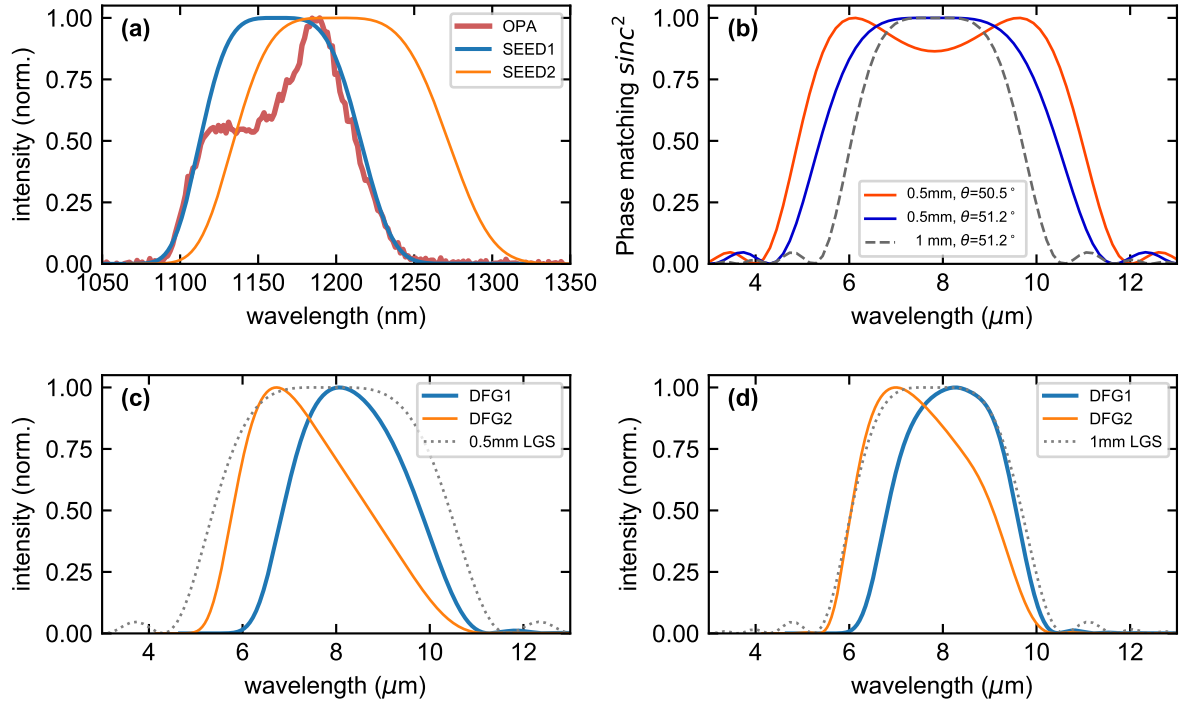 (a)
OPA
SEED1
SEED2
1.00
0.75
0.50
0.25
0.00
intensity (norm.)
1050 1100 1150 1200 1250 1300 1350
wavelength (nm)
(b)
1.00
0.75
0.50
0.25
0.00
Phase matching sinc²
0.5mm, θ=50.5°
0.5mm, θ=51.2°
1 mm, θ=51.2°
4 6 8 10 12
wavelength (μm)
(c)
DFG1
DFG2
0.5mm LGS
1.00
0.75
0.50
0.25
0.00
intensity (norm.)
4 6 8 10 12
wavelength (μm)
(d)
DFG1
DFG2
1mm LGS
1.00
0.75
0.50
0.25
0.00
intensity (norm.)
4 6 8 10 12
wavelength (μm)